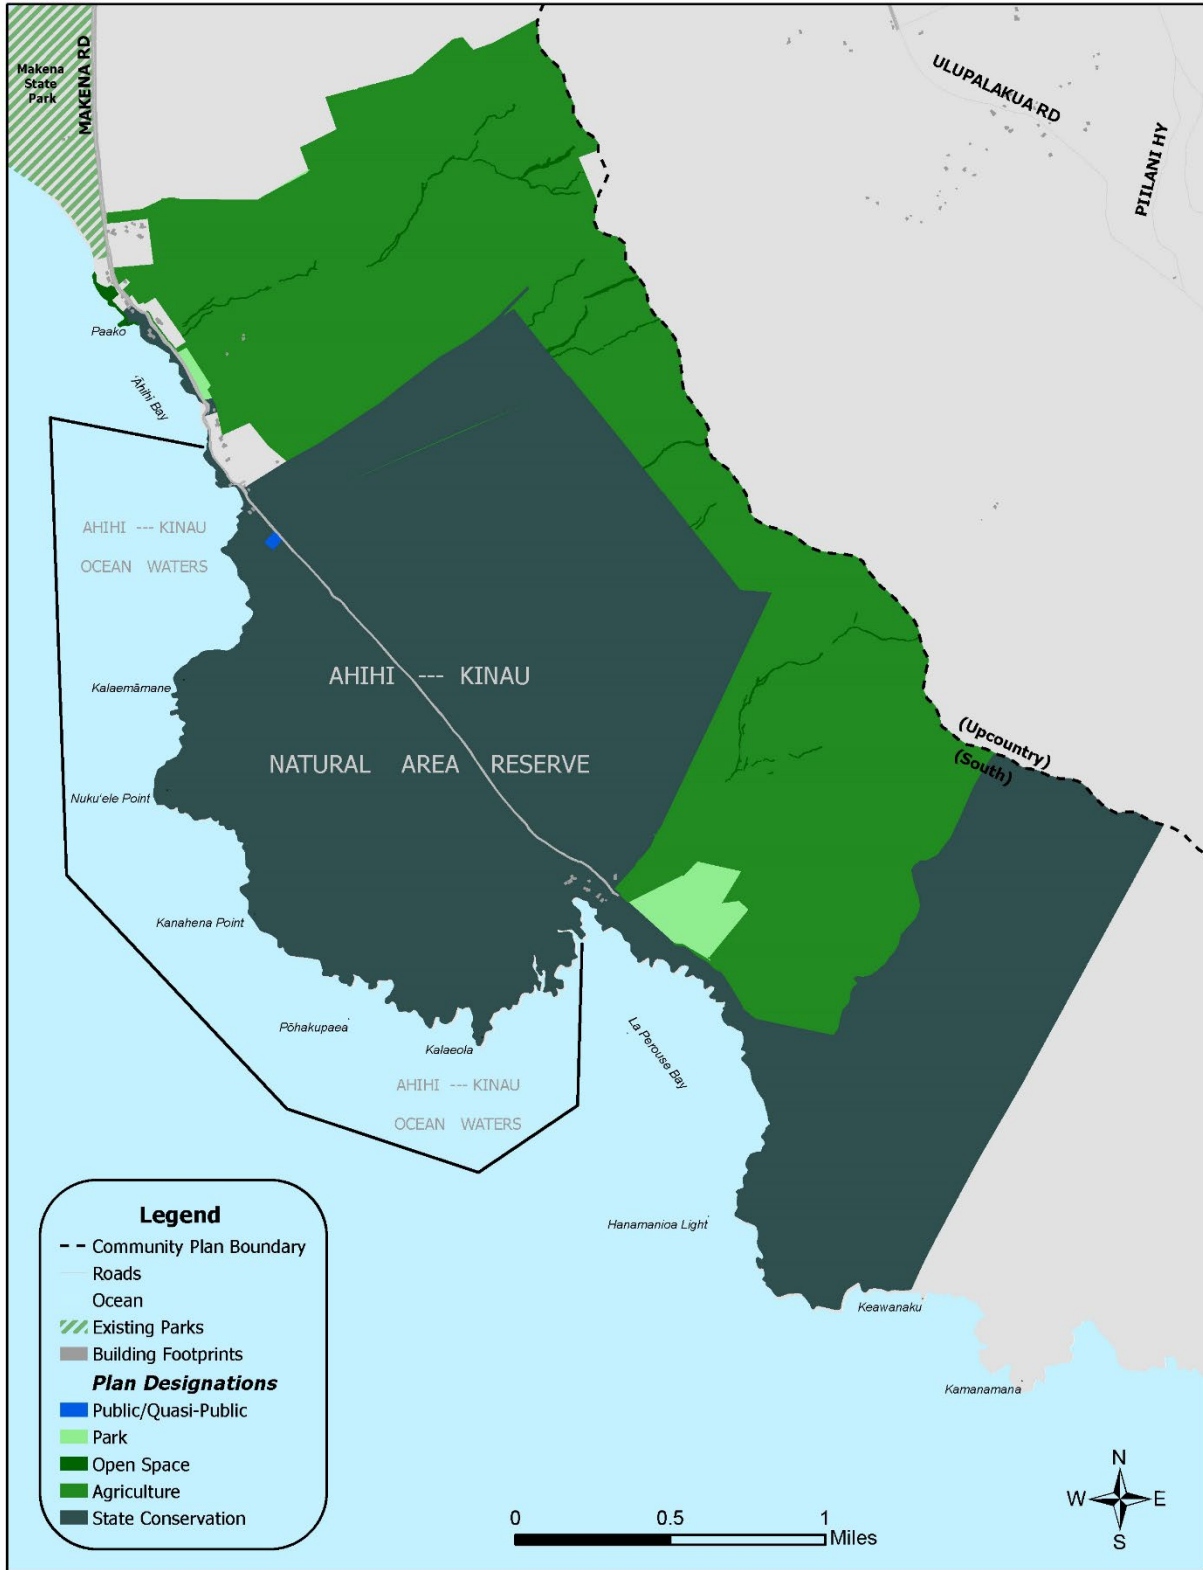 Makena
State
Park
MAKENA RD
ULUPALAKUA RD
PIILANI HY
Paako
'Āhihi Bay
AHIHI --- KINAU
OCEAN WATERS
AHIHI --- KINAU
NATURAL AREA RESERVE
Kalaemāmane
Nuku'ele Point
(Upcountry)
(South)
Kanahena Point
Pōhakupaea
Kalaeola
La Perouse Bay
AHIHI --- KINAU
OCEAN WATERS
Hanamanioa Light
Keawanaku
Kamanamana
Legend
Community Plan Boundary
Roads
Ocean
Existing Parks
Building Footprints
Plan Designations
Public/Quasi-Public
Park
Open Space
Agriculture
State Conservation
0 0.5 1
Miles
N
W E
S